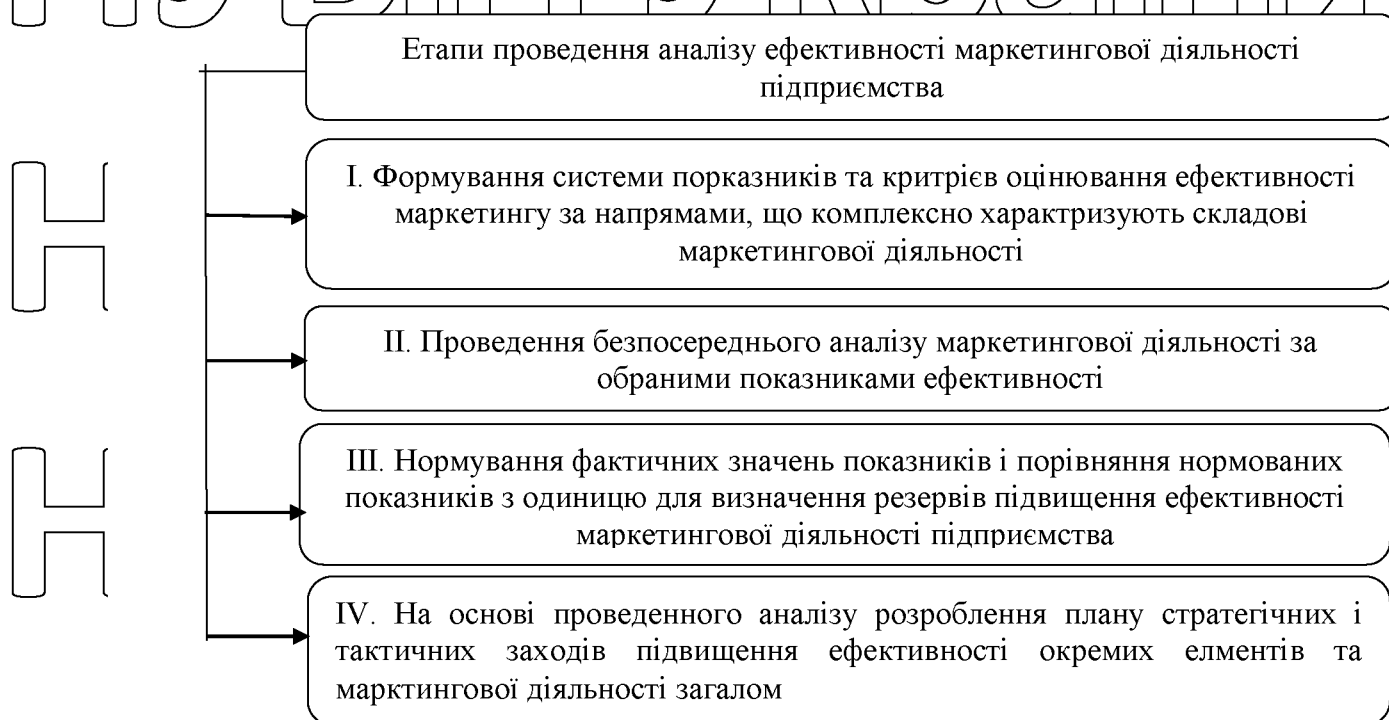 Етапи проведення аналізу ефективності маркетингової діяльності
підприємства
І. Формування системи порказників та критрієв оцінювання ефективності
маркетингу за напрямами, що комплексно характризують складові
маркетингової діяльності
ІІ. Проведення безпосереднього аналізу маркетингової діяльності за
обраними показниками ефективності
ІІІ. Нормування фактичних значень показників і порівняння нормованих
показників з одиницю для визначення резервів підвищення ефективності
маркетингової діяльності підприємства
IV. На основі проведенного аналізу розроблення плану стратегічних і
тактичних заходів підвищення ефективності окремих елментів та
марктингової діяльності загалом
Н
Н